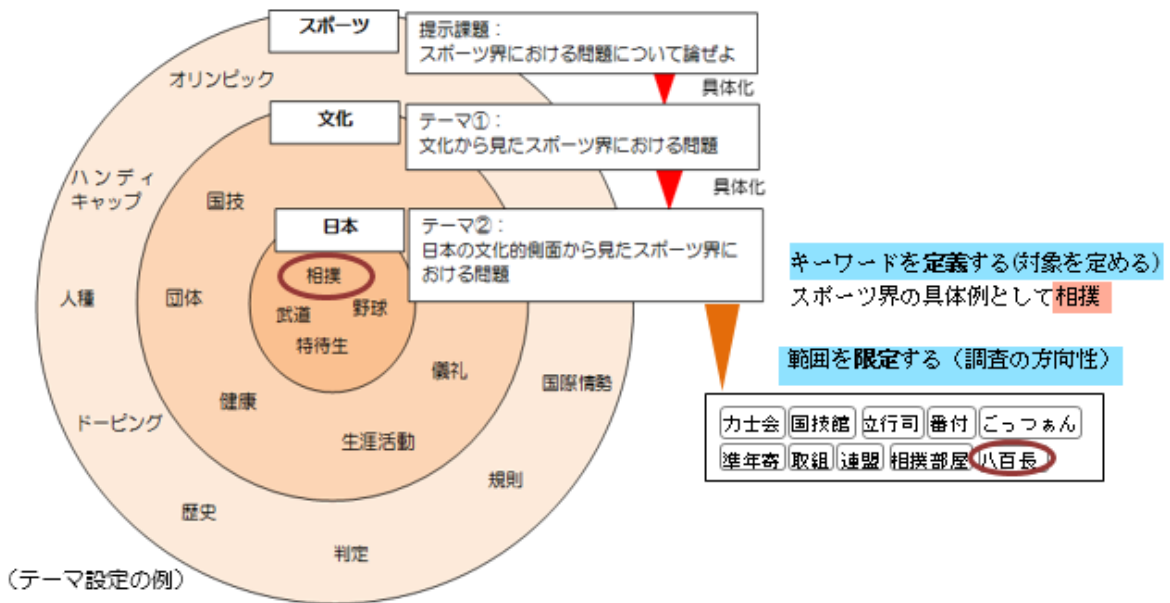 スポーツ
提示課題：
スポーツ界における問題について論ぜよ
オリンピック
具体化
文化
テーマ①：
文化から見たスポーツ界における問題
ハンディ
キャップ
国技
具体化
日本
テーマ②：
日本の文化的側面から見たスポーツ界に
おける問題
相撲
武道
野球
特待生
人種
団体
儀礼
国際情勢
健康
ドーピング
生涯活動
規則
歴史
判定
キーワードを定義する(対象を定める)
スポーツ界の具体例として相撲
範囲を限定する（調査の方向性）
力士会 国技館 立行司 番付 ごっつぁん
準年寄 取組 連盟 相撲部屋 八百長
（テーマ設定の例）